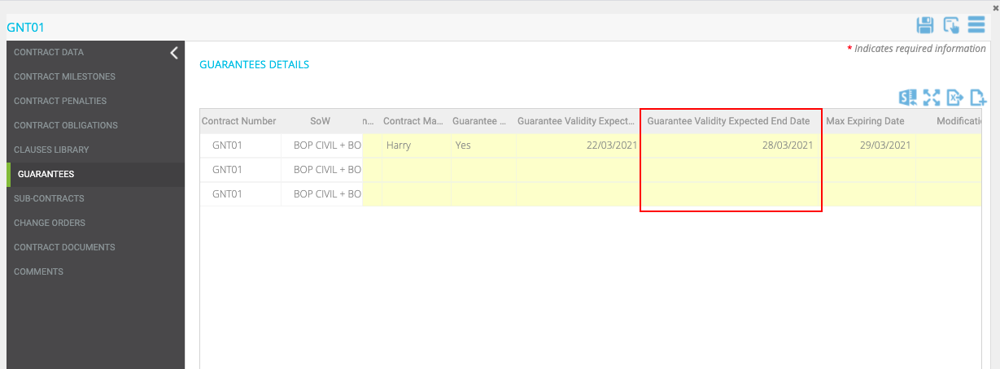 GNT01
* Indicates required information
CONTRACT DATA
CONTRACT MILESTONES
CONTRACT PENALTIES
CONTRACT OBLIGATIONS
CLAUSES LIBRARY
GUARANTEES
SUB-CONTRACTS
CHANGE ORDERS
CONTRACT DOCUMENTS
COMMENTS
GUARANTEES DETAILS
Contract Number SoW n... Contract Ma... Guarantee ... Guarantee Validity Expect... Guarantee Validity Expected End Date Max Expiring Date Modificati
GNT01 BOP CIVIL + BO Harry Yes 22/03/2021 28/03/2021 29/03/2021
GNT01 BOP CIVIL + BO
GNT01 BOP CIVIL + BO